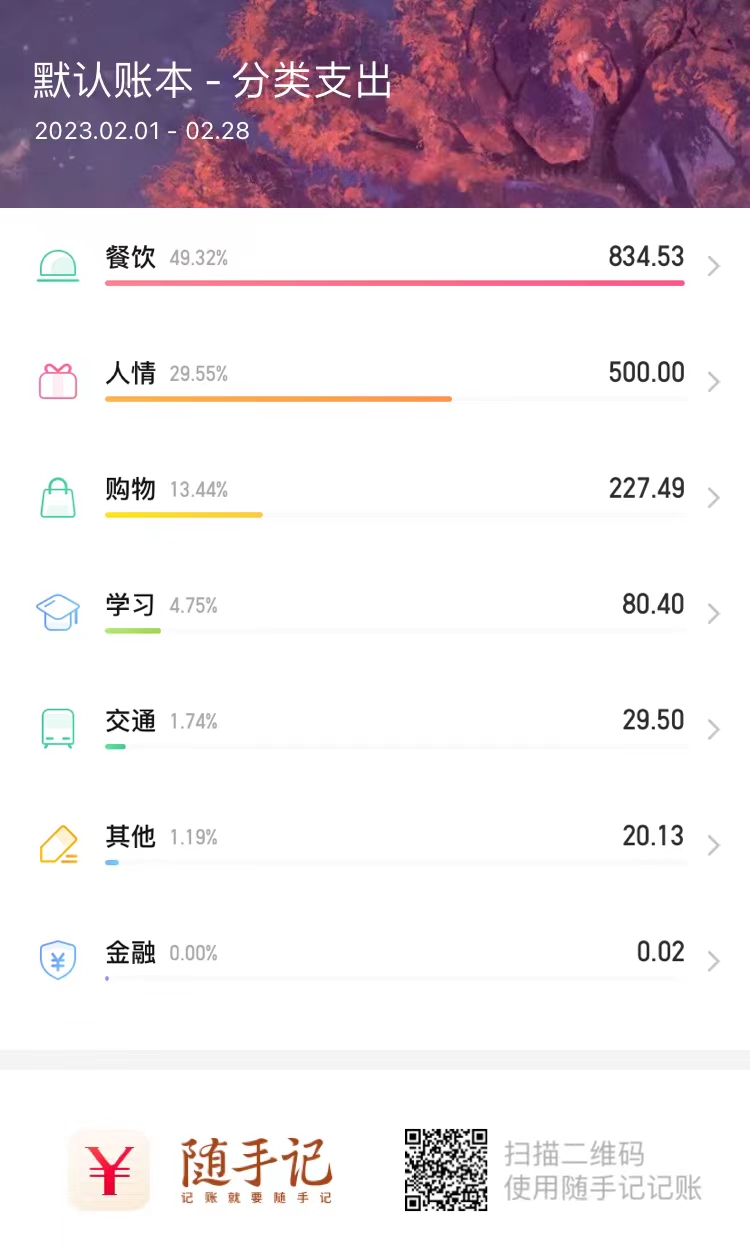 默认账本 - 分类支出
2023.02.01 - 02.28
餐饮 49.32% 834.53
人情 29.55% 500.00
购物 13.44% 227.49
学习 4.75% 80.40
交通 1.74% 29.50
其他 1.19% 20.13
¥ 金融 0.00% 0.02
¥ 随手记
记账就要随手记
扫描二维码
使用随手记记账